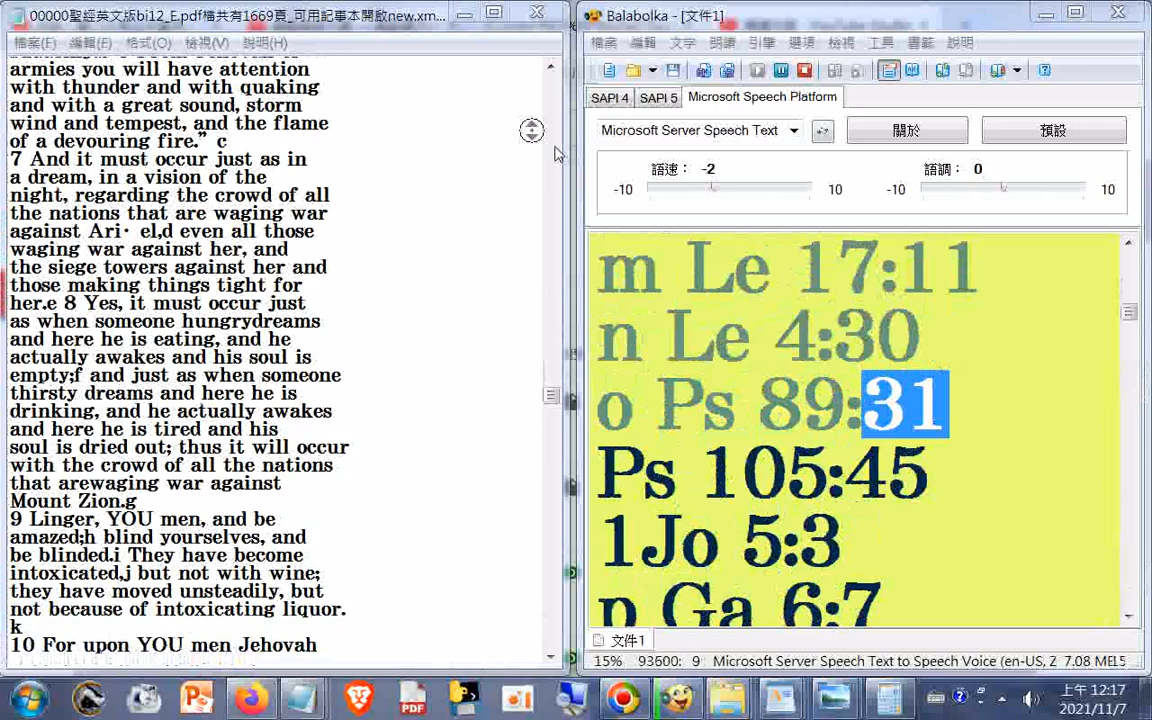 00000聖經英文版bi12_E.pdf檔共有1669頁_可用記事本開啟new.xm...
檔案(F) 編輯(E) 格式(O) 檢視(V) 說明(H)
armies you will have attention
with thunder and with quaking
and with a great sound, storm
wind and tempest, and the flame
of a devouring fire.” c
7 And it must occur just as in
a dream, in a vision of the
night, regarding the crowd of all
the nations that are waging war
against Ari· el,d even all those
waging war against her, and
the siege towers against her and
those making things tight for
her.e 8 Yes, it must occur just
as when someone hungrydreams
and here he is eating, and he
actually awakes and his soul is
empty;f and just as when someone
thirsty dreams and here he is
drinking, and he actually awakes
and here he is tired and his
soul is dried out; thus it will occur
with the crowd of all the nations
that arewaging war against
Mount Zion.g
9 Linger, YOU men, and be
amazed;h blind yourselves, and
be blinded.i They have become
intoxicated,j but not with wine;
they have moved unsteadily, but
not because of intoxicating liquor.
k
10 For upon YOU men Jehovah
Balabolka - [文件1]
檔案 編輯 文字 朗讀 引擎 選項 檢視 工具 書籤 說明
SAPI 4 SAPI 5 Microsoft Speech Platform
Microsoft Server Speech Text 關於 預設
語速： -2 語調： 0
-10 10 -10 10
m Le 17:11
n Le 4:30
o Ps 89:31
Ps 105:45
1Jo 5:3
p Ga 6:7
文件1
15% 93600: 9 Microsoft Server Speech Text to Speech Voice (en-US, Z 7.08 ME
PDF
上午 12:17
2021/11/7